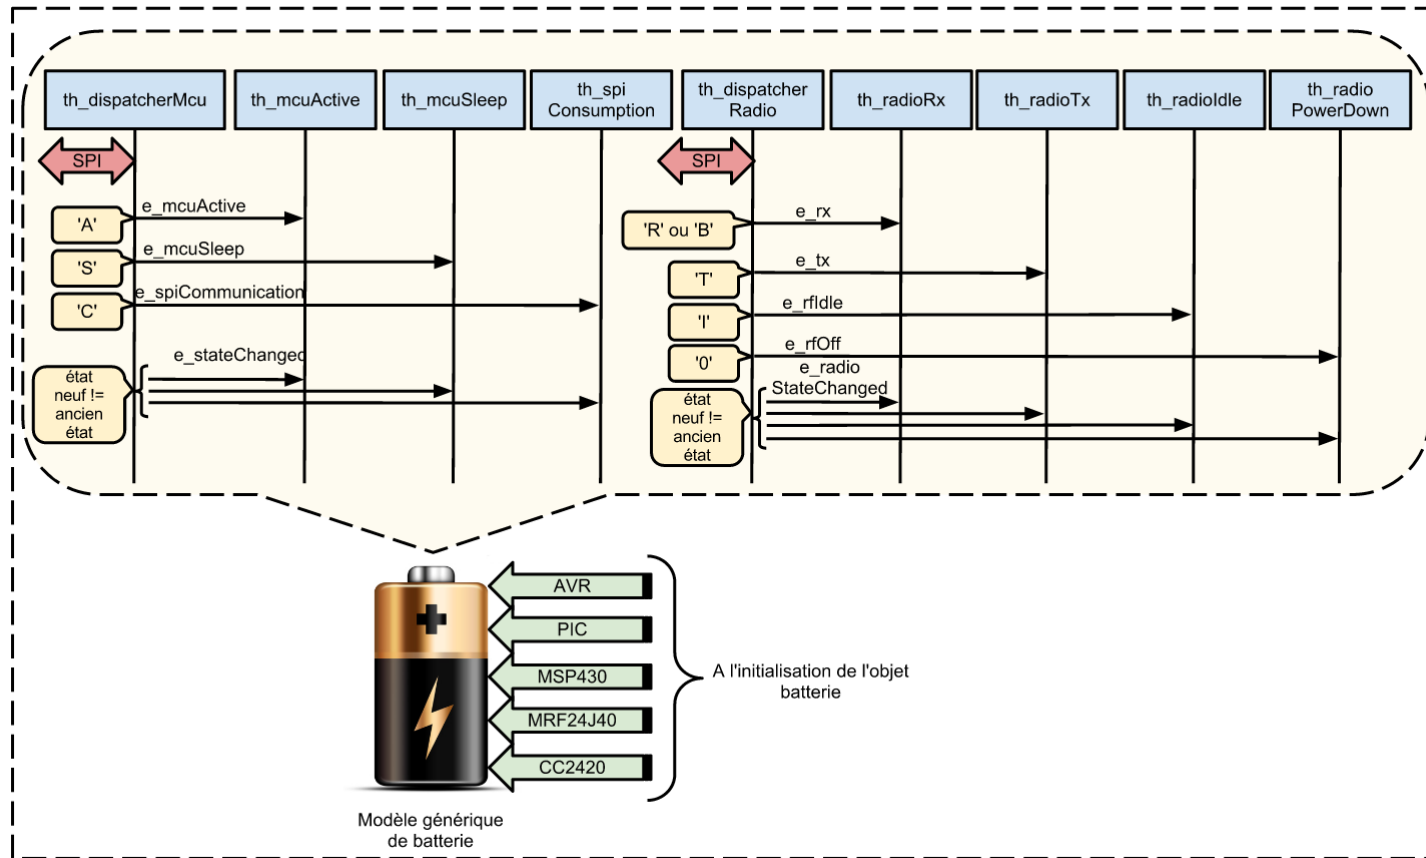 th_dispatcherMcu
th_mcuActive
th_mcuSleep
th_spi
Consumption
th_dispatcher
Radio
th_radioRx
th_radioTx
th_radioIdle
th_radio
PowerDown
SPI
SPI
'A'
e_mcuActive
'S'
e_mcuSleep
'C'
e_spiCommunication
e_stateChanged
état
neuf !=
ancien
état
'R' ou 'B'
e_rx
'T'
e_tx
'I'
e_rfIdle
'0'
e_rfOff
e_radio
StateChanged
état
neuf !=
ancien
état
AVR
PIC
MSP430
MRF24J40
CC2420
A l'initialisation de l'objet
batterie
Modèle générique
de batterie